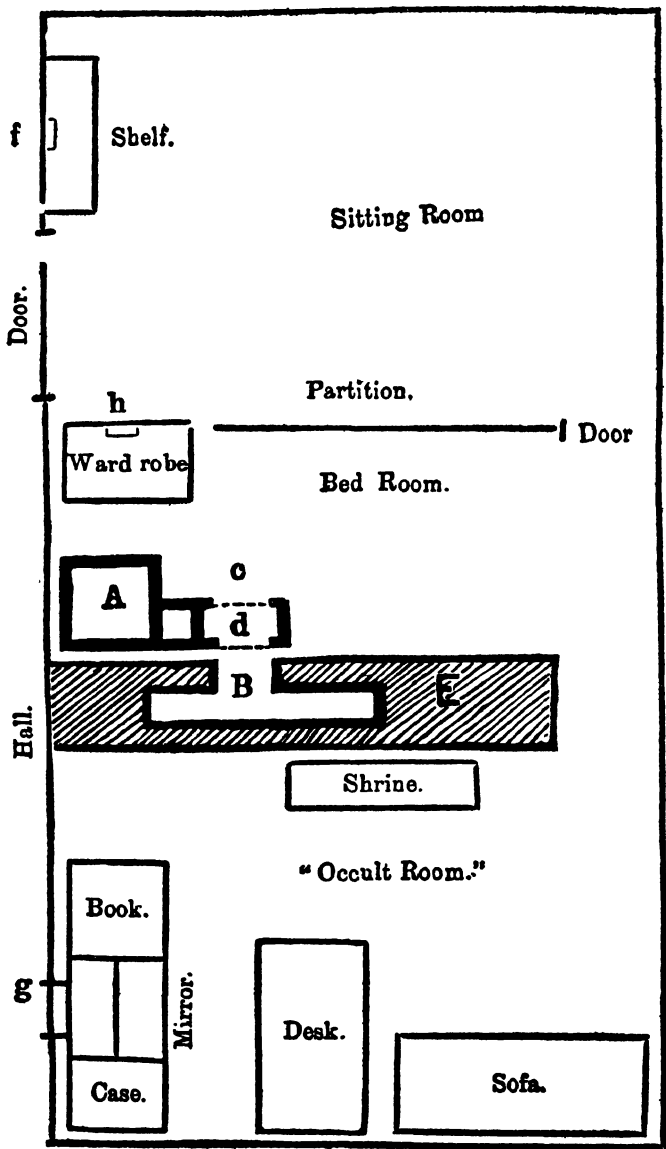 f
Shelf.
Sitting Room
Door.
Partition.
h
Door
Ward robe
Bed Room.
c
A
d
B
E
Hall.
Shrine.
"Occult Room."
Book.
g
Mirror.
Desk.
Case.
Sofa.